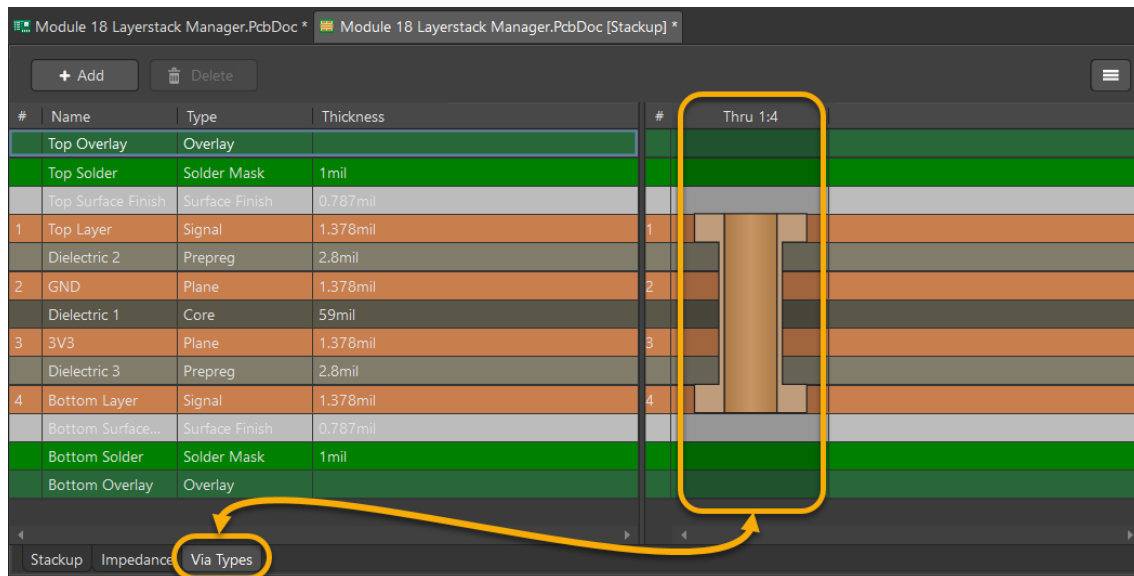 Module 18 Layerstack Manager.PcbDoc * Module 18 Layerstack Manager.PcbDoc [Stackup] *
+ Add Delete
# Name Type Thickness # Thru 1:4
Top Overlay Overlay
Top Solder Solder Mask 1mil
Top Surface Finish Surface Finish 0.787mil
1 Top Layer Signal 1.378mil 1
Dielectric 2 Prepreg 2.8mil
2 GND Plane 1.378mil 2
Dielectric 1 Core 59mil
3 3V3 Plane 1.378mil 3
Dielectric 3 Prepreg 2.8mil
4 Bottom Layer Signal 1.378mil 4
Bottom Surface... Surface Finish 0.787mil
Bottom Solder Solder Mask 1mil
Bottom Overlay Overlay
Stackup Impedance Via Types